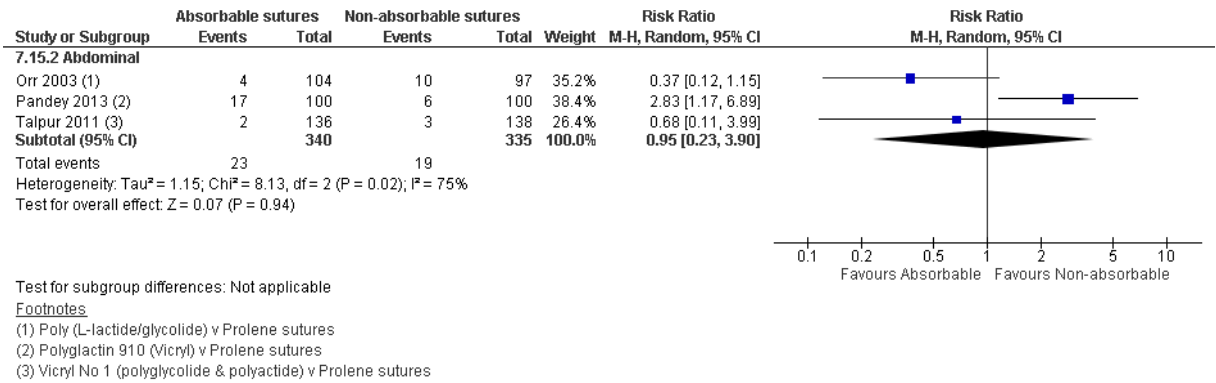 Absorbable sutures Non-absorbable sutures Risk Ratio Risk Ratio
Study or Subgroup Events Total Events Total Weight M-H, Random, 95% CI M-H, Random, 95% CI
7.15.2 Abdominal
Orr 2003 (1) 4 104 10 97 35.2% 0.37 [0.12, 1.15]
Pandey 2013 (2) 17 100 6 100 38.4% 2.83 [1.17, 6.89]
Talpur 2011 (3) 2 136 3 138 26.4% 0.68 [0.11, 3.99]
Subtotal (95% CI) 340 335 100.0% 0.95 [0.23, 3.90]
Total events 23 19
Heterogeneity: Tau² = 1.15; Chi² = 8.13, df = 2 (P = 0.02); I² = 75%
Test for overall effect: Z = 0.07 (P = 0.94)
0.1 0.2 0.5 1 2 5 10
Favours Absorbable Favours Non-absorbable
Test for subgroup differences: Not applicable
Footnotes
(1) Poly (L-lactide/glycolide) v Prolene sutures
(2) Polyglactin 910 (Vicryl) v Prolene sutures
(3) Vicryl No 1 (polyglycolide & polyactide) v Prolene sutures